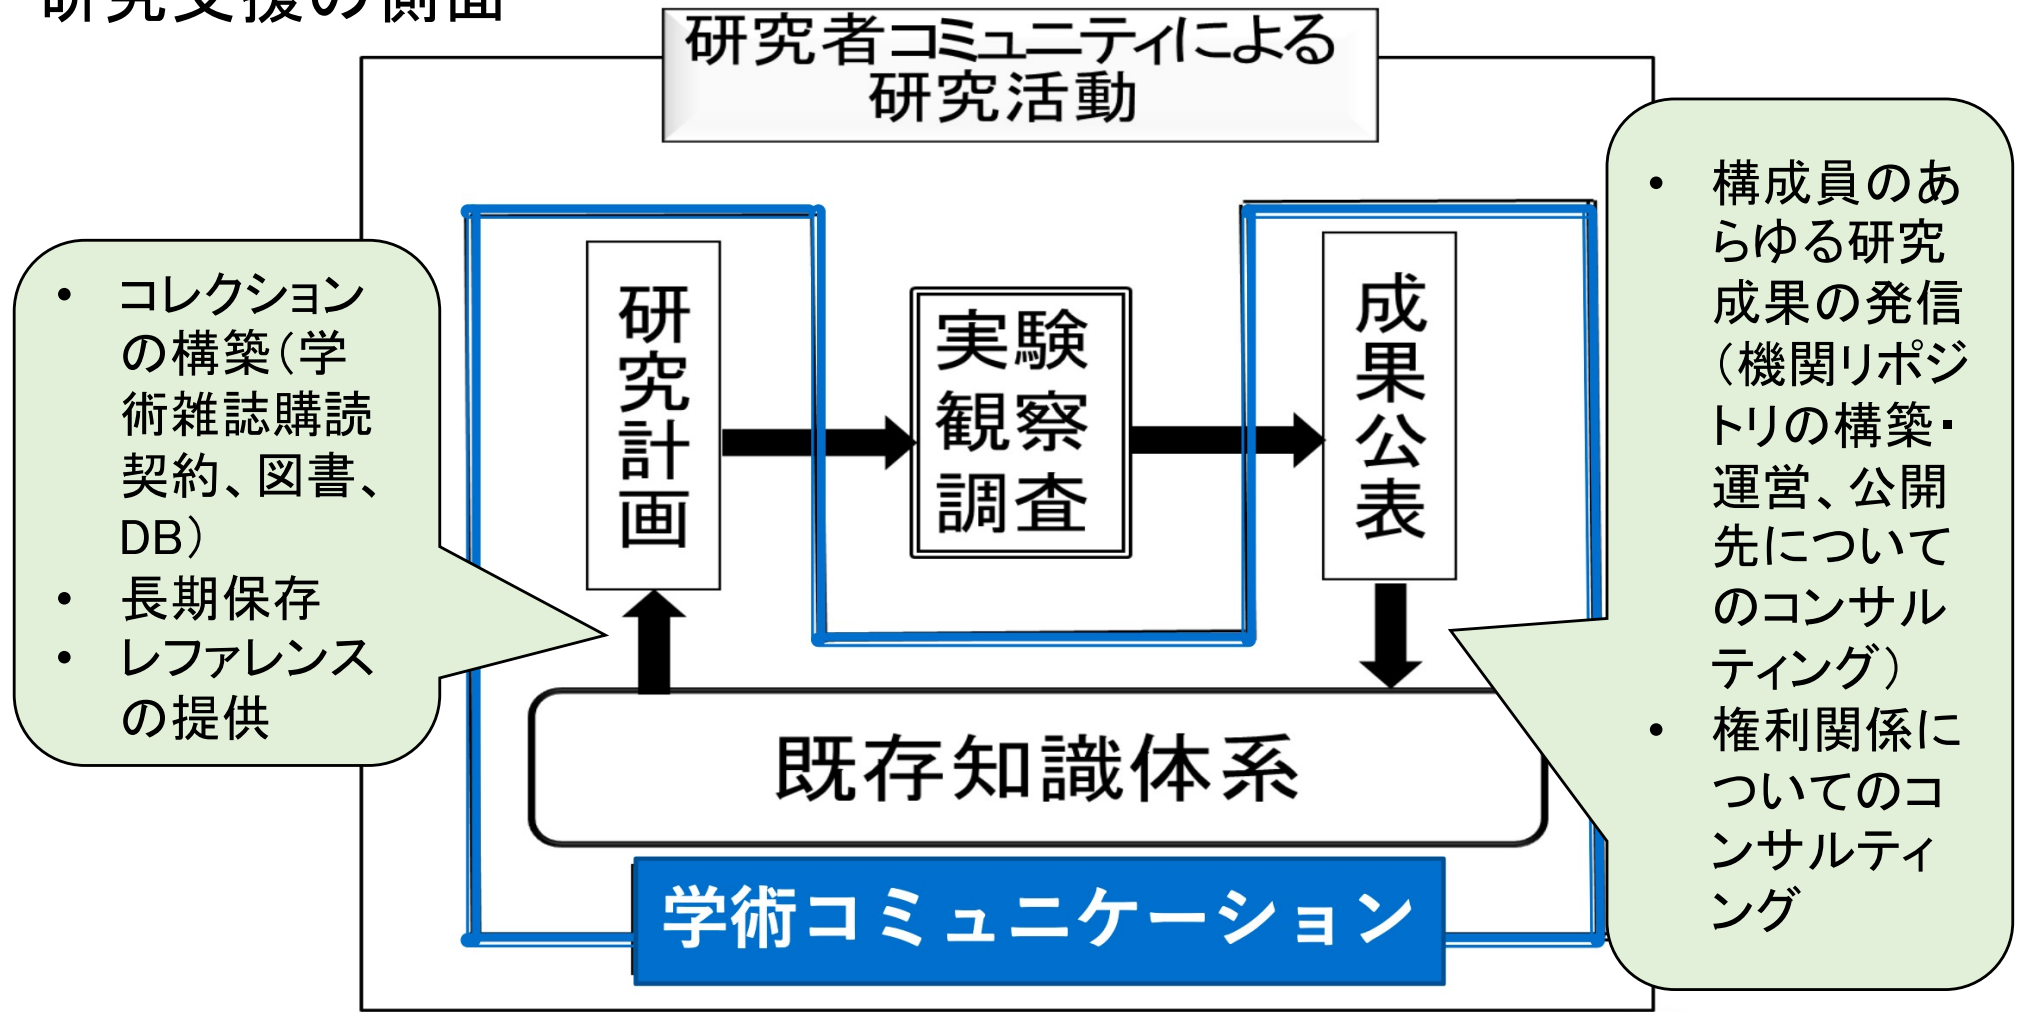 研究支援の側面
研究者コミュニティによる
研究活動
• コレクション
の構築（学
術雑誌購読
契約、図書、
DB）
• 長期保存
• レファレンス
の提供
研究計画
実験
観察
調査
成果公表
既存知識体系
学術コミュニケーション
• 構成員のあ
らゆる研究
成果の発信
（機関リポジ
トリの構築・
運営、公開
先について
のコンサル
ティング）
• 権利関係に
ついてのコ
ンサルティ
ング